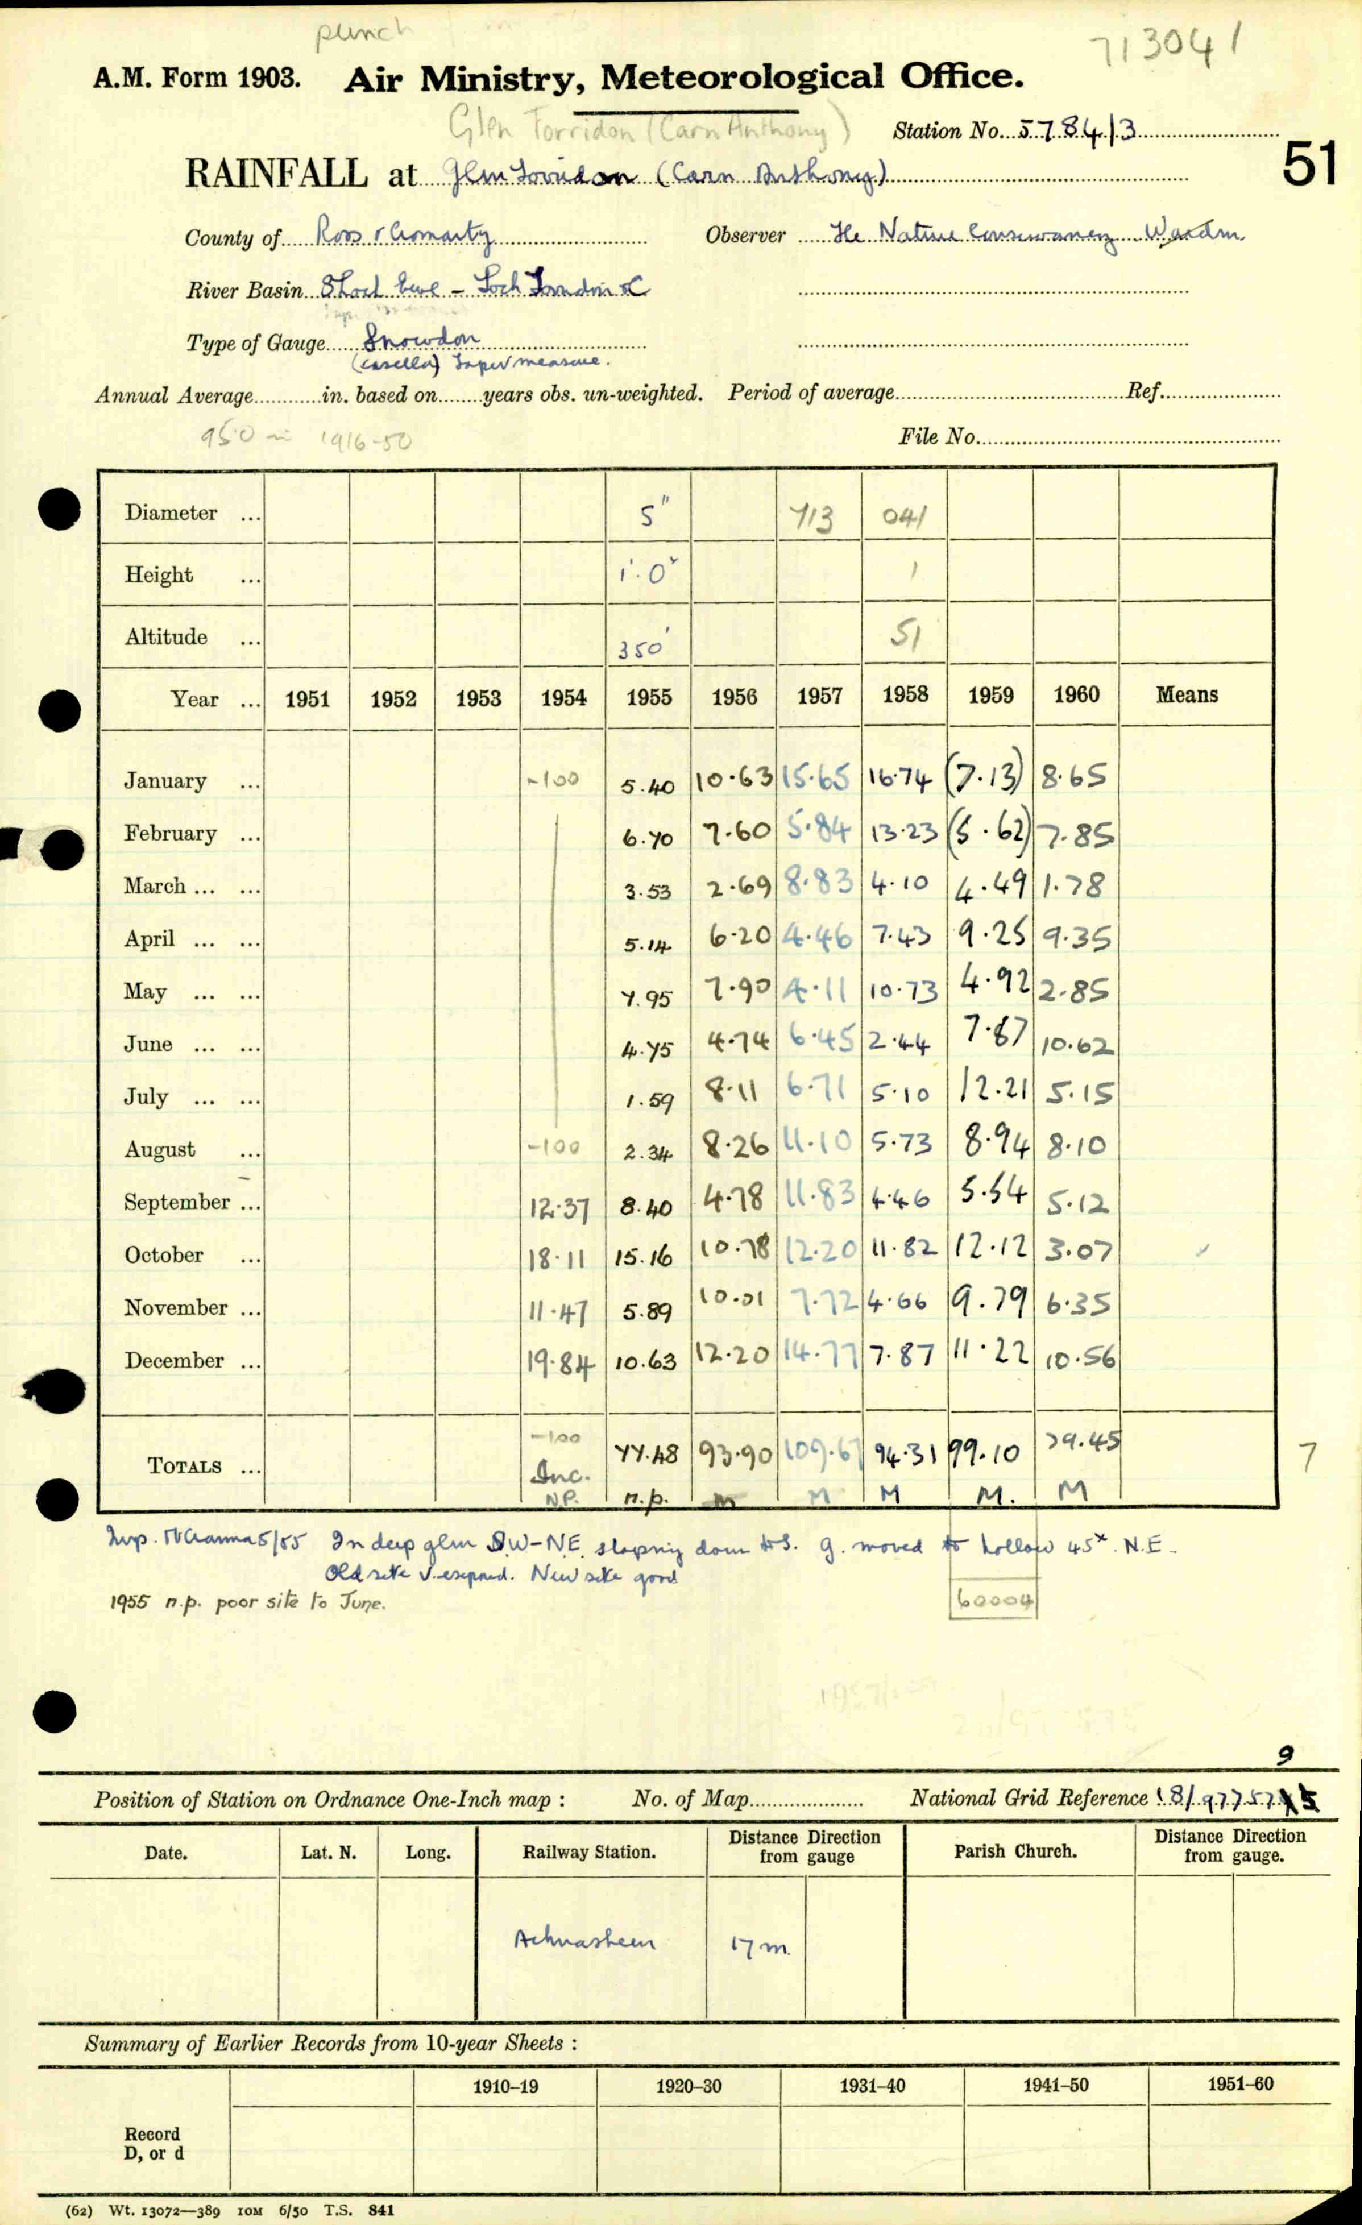 punch
713041
A.M. Form 1903. Air Ministry, Meteorological Office.
Glen Torridon (Carn Anthony)
Station No. 5784/3
51
RAINFALL at Glen Torridon (Carn Anthony)
County of Ross & Cromarty Observer The Nature Conservancy Warden
River Basin 8 Loch Ewe - Loch Torridon &c
Type of Gauge Snowdon
(casella) Taper measure.
Annual Average in. based on years obs. un-weighted. Period of average Ref.
950 1916-50
File No.
Diameter ... 5" 713 041
Height ... 1'.0" 1
Altitude ... 350' 51
Year ... 1951 1952 1953 1954 1955 1956 1957 1958 1959 1960 Means
January ... -100 5.40 10.63 15.65 16.74 (7.13) 8.65
February ... 6.70 7.60 5.84 13.23 (5.62) 7.85
March ... ... 3.53 2.69 8.83 4.10 4.49 1.78
April ... ... 5.14 6.20 4.46 7.43 9.25 9.35
May ... ... 7.95 7.90 4.11 10.73 4.92 2.85
June ... ... 4.75 4.74 6.45 2.44 7.87 10.62
July ... ... 1.59 8.11 6.71 5.10 12.21 5.15
August ... -100 2.34 8.26 11.10 5.73 8.94 8.10
September ... 12.37 8.40 4.78 11.83 4.46 5.54 5.12
October ... 18.11 15.16 10.78 12.20 11.82 12.12 3.07
November ... 11.47 5.89 10.01 7.72 4.66 9.79 6.35
December ... 19.84 10.63 12.20 14.77 7.87 11.22 10.56
TOTALS ... -100 77.48 93.90 109.67 94.31 99.10 79.45
7
Inc.
N.P. n.p. m M M M. M
Insp. 5/55 In deep glen SW-NE sloping down to S. g. moved to hollow 45x N.E.
Old site v. exposed. New site good
1955 n.p. poor site to June.
60004
9
Position of Station on Ordnance One-Inch map : No. of Map National Grid Reference 18/977575
Date. Lat. N. Long. Railway Station. Distance Direction from gauge Parish Church. Distance Direction from gauge.
Achnasheen 17 m
Summary of Earlier Records from 10-year Sheets :
1910–19 1920–30 1931–40 1941–50 1951–60
Record
D, or d
(62) Wt. 13072—389 10M 6/50 T.S. 841